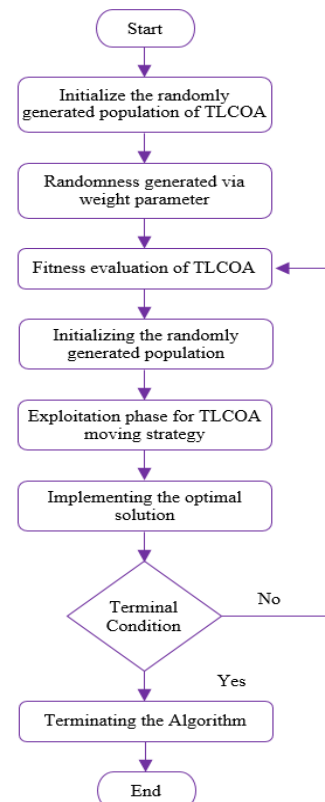 Start
Initialize the randomly
generated population of TLCOA
Randomness generated via
weight parameter
Fitness evaluation of TLCOA
Initializing the randomly
generated population
Exploitation phase for TLCOA
moving strategy
Implementing the optimal
solution
Terminal
Condition
No
Yes
Terminating the Algorithm
End